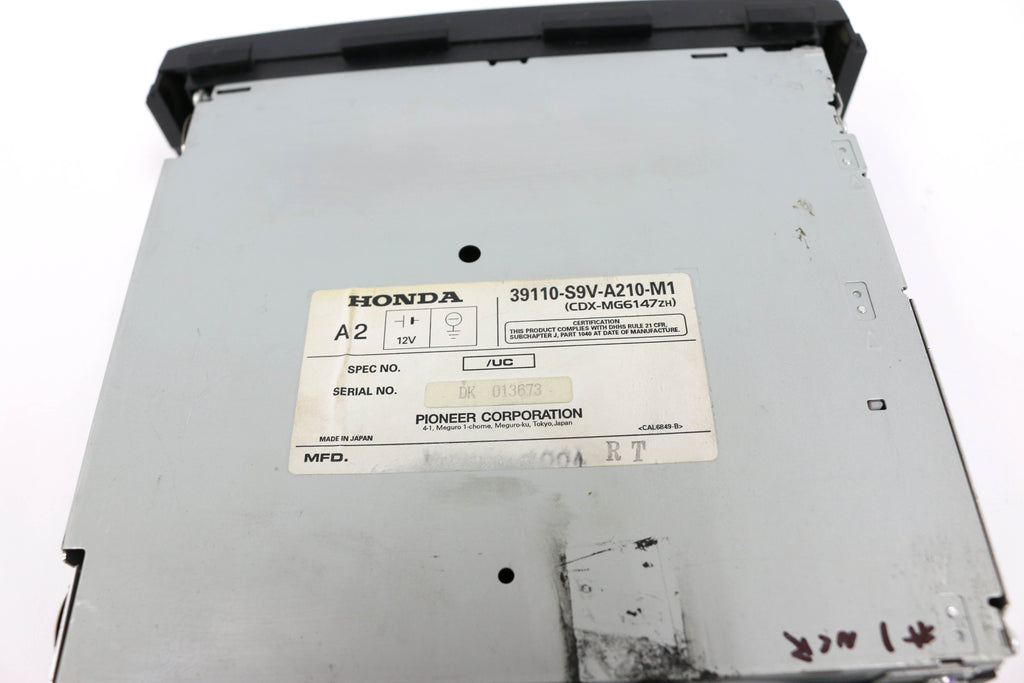 HONDA
39110-S9V-A210-M1
(CDX-MG6147ZH)
A2
12V
CERTIFICATION
THIS PRODUCT COMPLIES WITH DHHS RULE 21 CFR,
SUBCHAPTER J, PART 1040 AT DATE OF MANUFACTURE.
SPEC NO. /UC
SERIAL NO. DK 013673
PIONEER CORPORATION
4-1, Meguro 1-chome, Meguro-ku, Tokyo, Japan
MADE IN JAPAN
<CAL6849-B>
MFD. RT
#1 NCR